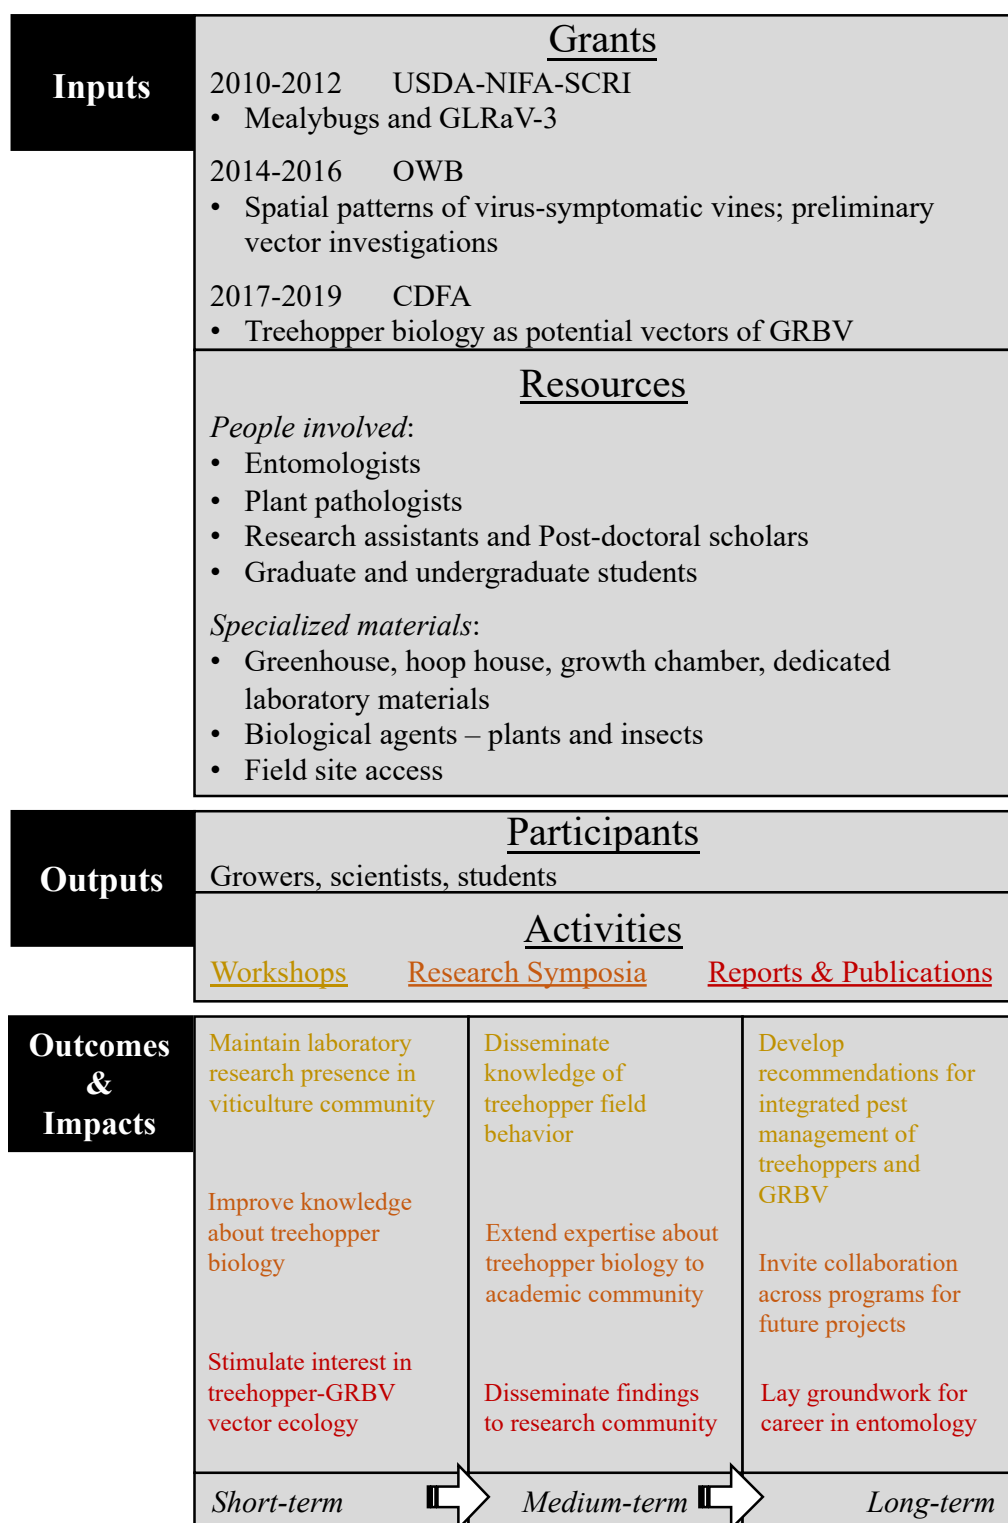 Inputs
Grants
2010-2012 USDA-NIFA-SCRI
• Mealybugs and GLRaV-3
2014-2016 OWB
• Spatial patterns of virus-symptomatic vines; preliminary
vector investigations
2017-2019 CDFA
• Treehopper biology as potential vectors of GRBV
Resources
People involved:
• Entomologists
• Plant pathologists
• Research assistants and Post-doctoral scholars
• Graduate and undergraduate students
Specialized materials:
• Greenhouse, hoop house, growth chamber, dedicated
laboratory materials
• Biological agents – plants and insects
• Field site access
Outputs
Participants
Growers, scientists, students
Activities
Workshops Research Symposia Reports & Publications
Outcomes
&
Impacts
Maintain laboratory
research presence in
viticulture community
Improve knowledge
about treehopper
biology
Stimulate interest in
treehopper-GRBV
vector ecology
Disseminate
knowledge of
treehopper field
behavior
Extend expertise about
treehopper biology to
academic community
Disseminate findings
to research community
Develop
recommendations for
integrated pest
management of
treehoppers and
GRBV
Invite collaboration
across programs for
future projects
Lay groundwork for
career in entomology
Short-term Medium-term Long-term